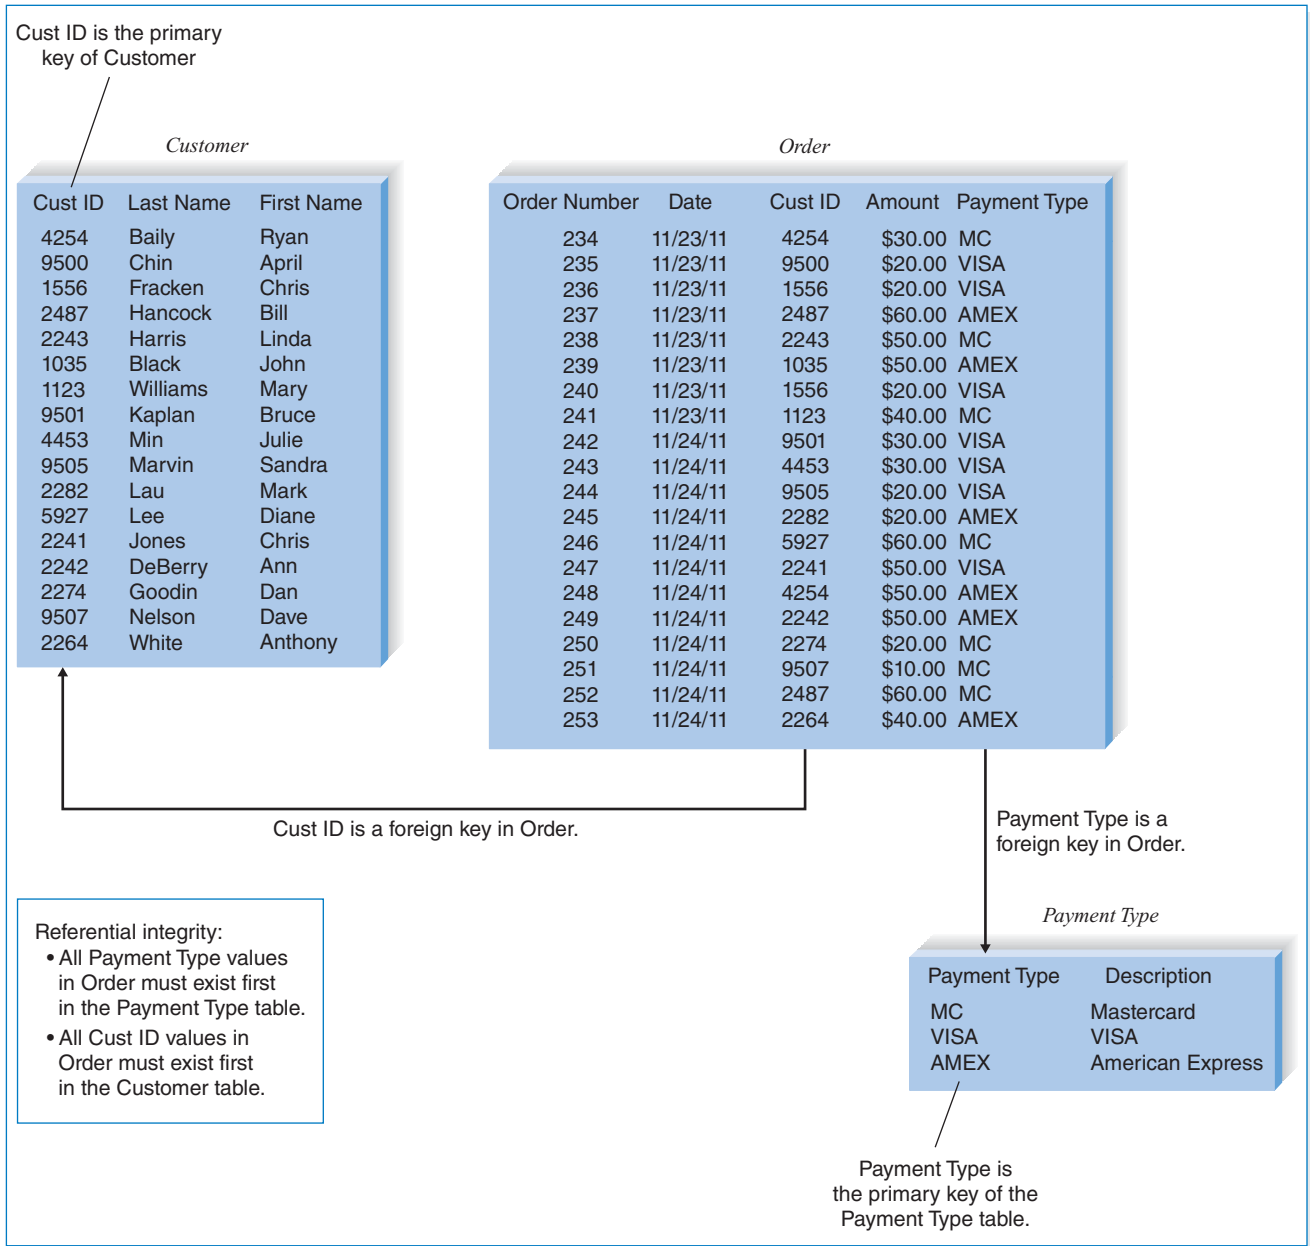 Cust ID is the primary
key of Customer
Customer
Cust ID Last Name First Name
4254 Baily Ryan
9500 Chin April
1556 Fracken Chris
2487 Hancock Bill
2243 Harris Linda
1035 Black John
1123 Williams Mary
9501 Kaplan Bruce
4453 Min Julie
9505 Marvin Sandra
2282 Lau Mark
5927 Lee Diane
2241 Jones Chris
2242 DeBerry Ann
2274 Goodin Dan
9507 Nelson Dave
2264 White Anthony
Order
Order Number Date Cust ID Amount Payment Type
234 11/23/11 4254 $30.00 MC
235 11/23/11 9500 $20.00 VISA
236 11/23/11 1556 $20.00 VISA
237 11/23/11 2487 $60.00 AMEX
238 11/23/11 2243 $50.00 MC
239 11/23/11 1035 $50.00 AMEX
240 11/23/11 1556 $20.00 VISA
241 11/23/11 1123 $40.00 MC
242 11/24/11 9501 $30.00 VISA
243 11/24/11 4453 $30.00 VISA
244 11/24/11 9505 $20.00 VISA
245 11/24/11 2282 $20.00 AMEX
246 11/24/11 5927 $60.00 MC
247 11/24/11 2241 $50.00 VISA
248 11/24/11 4254 $50.00 AMEX
249 11/24/11 2242 $50.00 AMEX
250 11/24/11 2274 $20.00 MC
251 11/24/11 9507 $10.00 MC
252 11/24/11 2487 $60.00 MC
253 11/24/11 2264 $40.00 AMEX
Cust ID is a foreign key in Order.
Payment Type is a
foreign key in Order.
Referential integrity:
• All Payment Type values
in Order must exist first
in the Payment Type table.
• All Cust ID values in
Order must exist first
in the Customer table.
Payment Type
Payment Type Description
MC Mastercard
VISA VISA
AMEX American Express
Payment Type is
the primary key of the
Payment Type table.